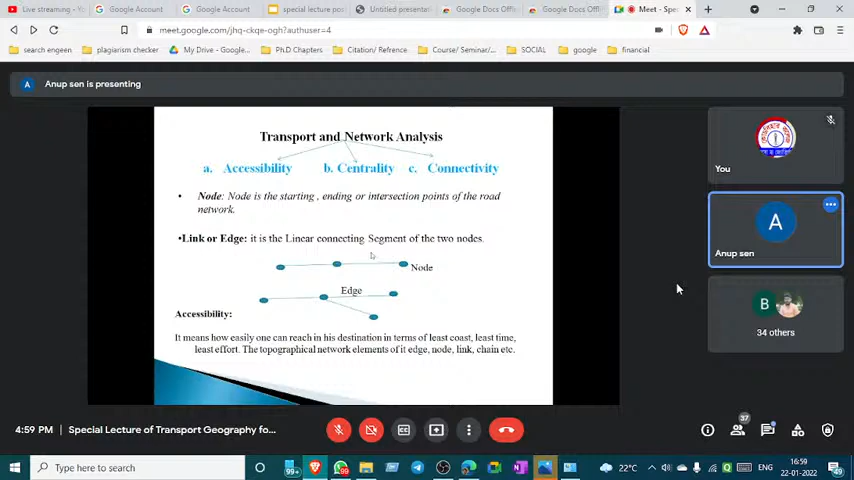 Live streaming - Yo
Google Account
Google Account
special lecture pos
Untitled presentat
Google Docs Offli
Google Docs Offli
Meet - Spec
meet.google.com/jhq-ckqe-ogh?authuser=4
search engeen
plagiarism checker
My Drive - Google...
Ph.D Chapters
Citation/ Refrence
Course/ Seminar/...
SOCIAL
google
financial
A
Anup sen is presenting
Transport and Network Analysis
a. Accessibility b. Centrality c. Connectivity
• Node: Node is the starting , ending or intersection points of the road
network.
•Link or Edge: it is the Linear connecting Segment of the two nodes.
Node
Edge
Accessibility:
It means how easily one can reach in his destination in terms of least coast, least time,
least effort. The topographical network elements of it edge, node, link, chain etc.
You
A
Anup sen
B
34 others
4:59 PM | Special Lecture of Transport Geography fo...
37
Type here to search
99+
99
22°C
ENG
16:59
22-01-2022
49